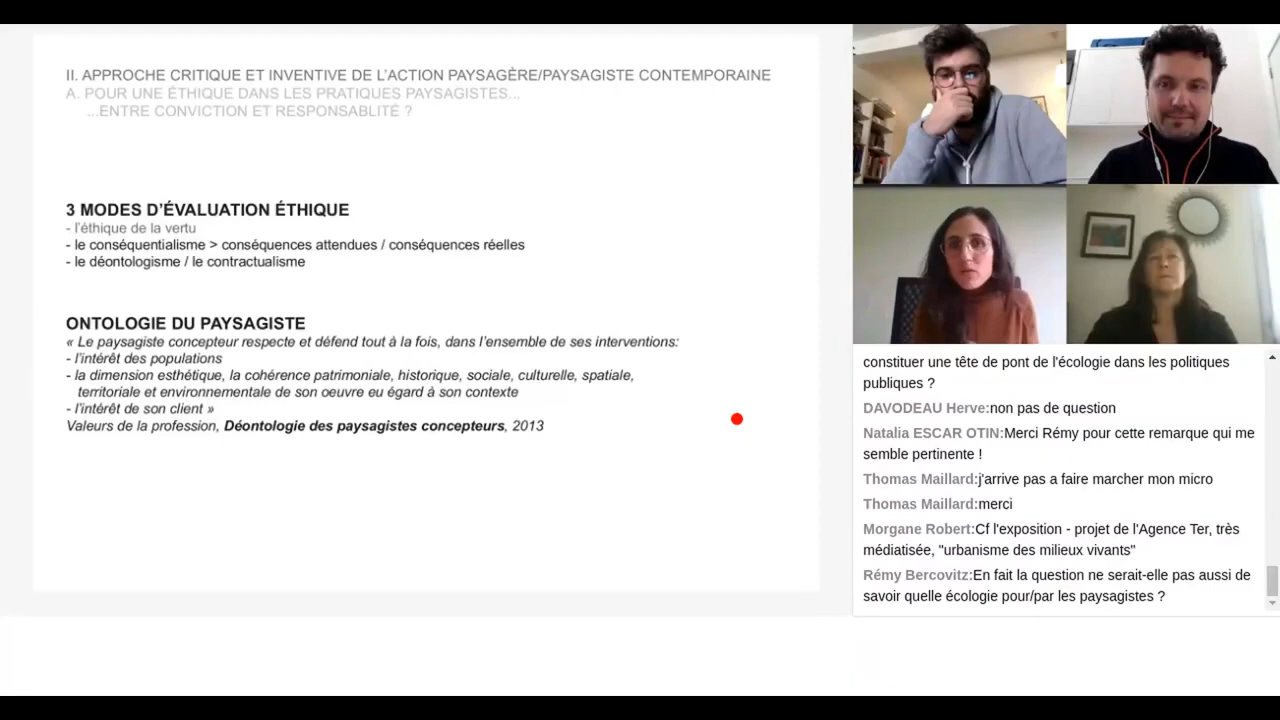 II. APPROCHE CRITIQUE ET INVENTIVE DE L'ACTION PAYSAGÈRE/PAYSAGISTE CONTEMPORAINE
A. POUR UNE ÉTHIQUE DANS LES PRATIQUES PAYSAGISTES...
...ENTRE CONVICTION ET RESPONSABLITÉ ?
3 MODES D'ÉVALUATION ÉTHIQUE
- l'éthique de la vertu
- le conséquentialisme > conséquences attendues / conséquences réelles
- le déontologisme / le contractualisme
ONTOLOGIE DU PAYSAGISTE
« Le paysagiste concepteur respecte et défend tout à la fois, dans l'ensemble de ses interventions:
- l'intérêt des populations
- la dimension esthétique, la cohérence patrimoniale, historique, sociale, culturelle, spatiale,
territoriale et environnementale de son oeuvre eu égard à son contexte
- l'intérêt de son client »
Valeurs de la profession, Déontologie des paysagistes concepteurs, 2013
constituer une tête de pont de l'écologie dans les politiques
publiques ?
DAVODEAU Herve:non pas de question
Natalia ESCAR OTIN:Merci Rémy pour cette remarque qui me
semble pertinente !
Thomas Maillard:j'arrive pas a faire marcher mon micro
Thomas Maillard:merci
Morgane Robert:Cf l'exposition - projet de l'Agence Ter, très
médiatisée, "urbanisme des milieux vivants"
Rémy Bercovitz:En fait la question ne serait-elle pas aussi de
savoir quelle écologie pour/par les paysagistes ?